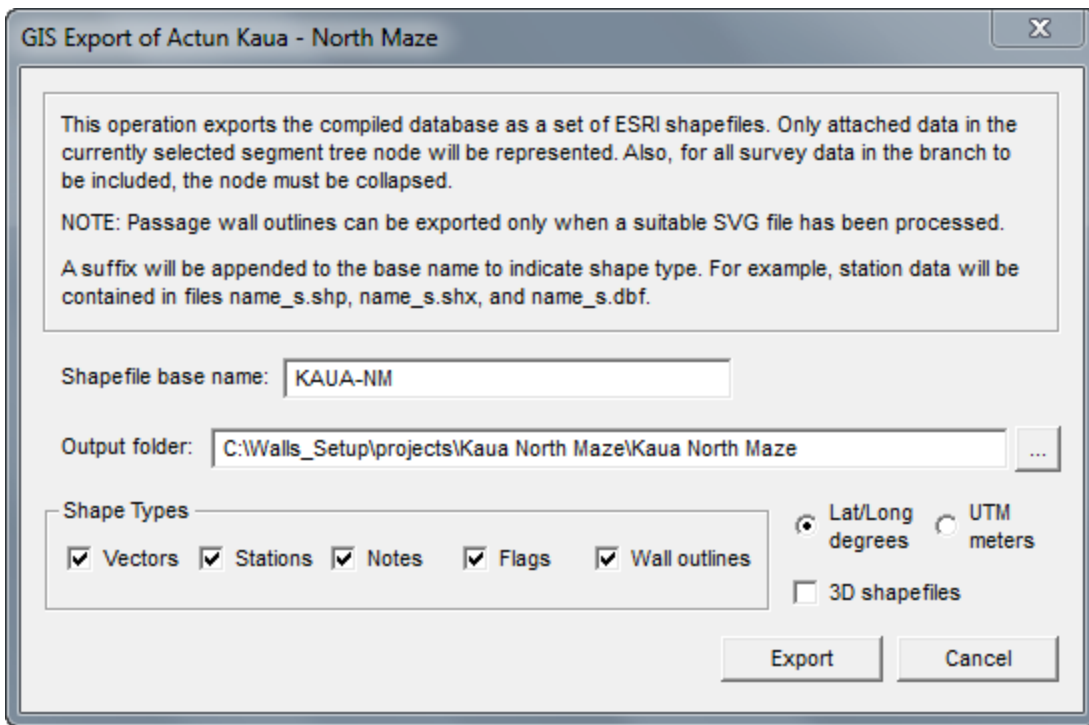 GIS Export of Actun Kaua - North Maze
This operation exports the compiled database as a set of ESRI shapefiles. Only attached data in the
currently selected segment tree node will be represented. Also, for all survey data in the branch to
be included, the node must be collapsed.
NOTE: Passage wall outlines can be exported only when a suitable SVG file has been processed.
A suffix will be appended to the base name to indicate shape type. For example, station data will be
contained in files name_s.shp, name_s.shx, and name_s.dbf.
Shapefile base name: KAUA-NM
Output folder: C:\Walls_Setup\projects\Kaua North Maze\Kaua North Maze ...
Shape Types
Vectors Stations Notes Flags Wall outlines
Lat/Long degrees
UTM meters
3D shapefiles
Export Cancel